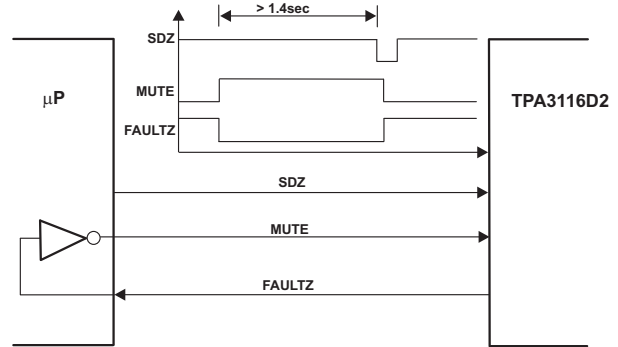 > 1.4sec
SDZ
MUTE
FAULTZ
μP
TPA3116D2
SDZ
MUTE
FAULTZ